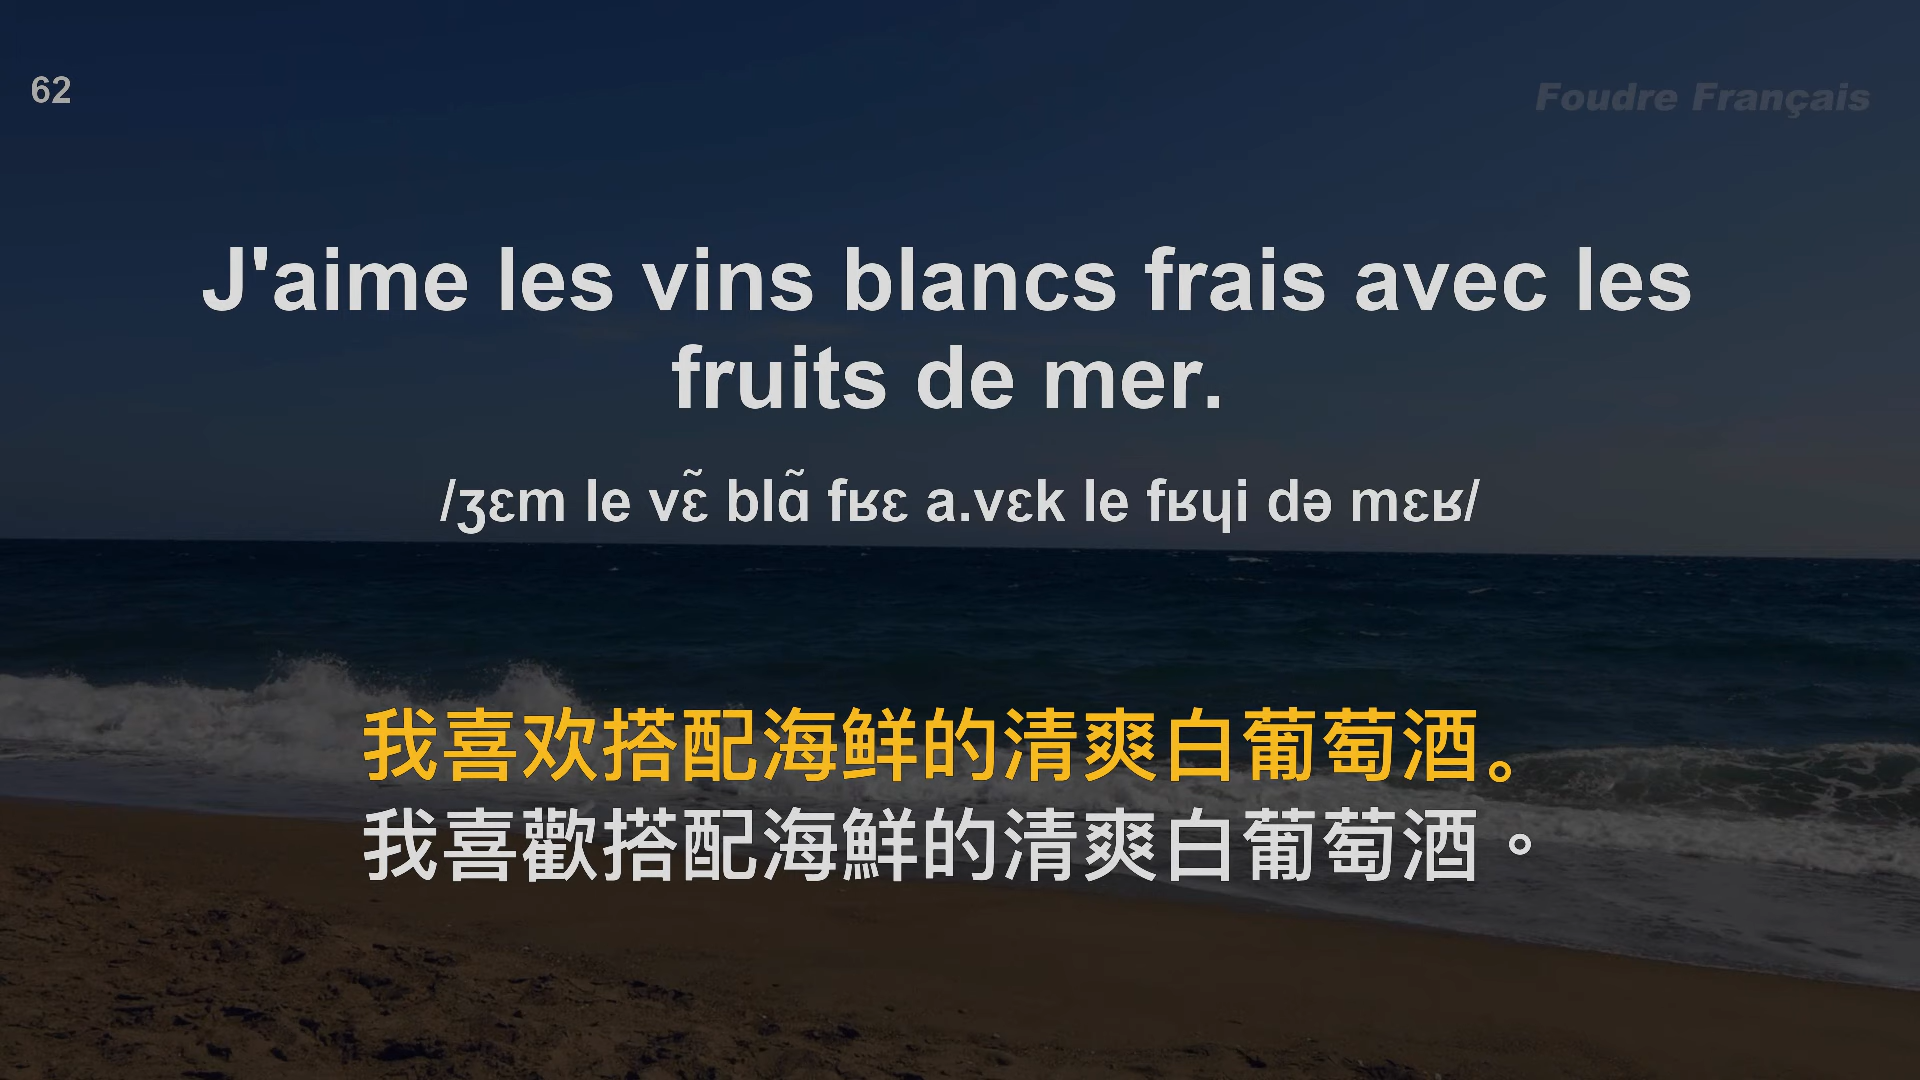 62
Foudre Français
J'aime les vins blancs frais avec les
fruits de mer.
/ʒɛm le vɛ̃ blɑ̃ fʁɛ a.vɛk le fʁɥi də mɛʁ/
我喜欢搭配海鲜的清爽白葡萄酒。
我喜歡搭配海鮮的清爽白葡萄酒。